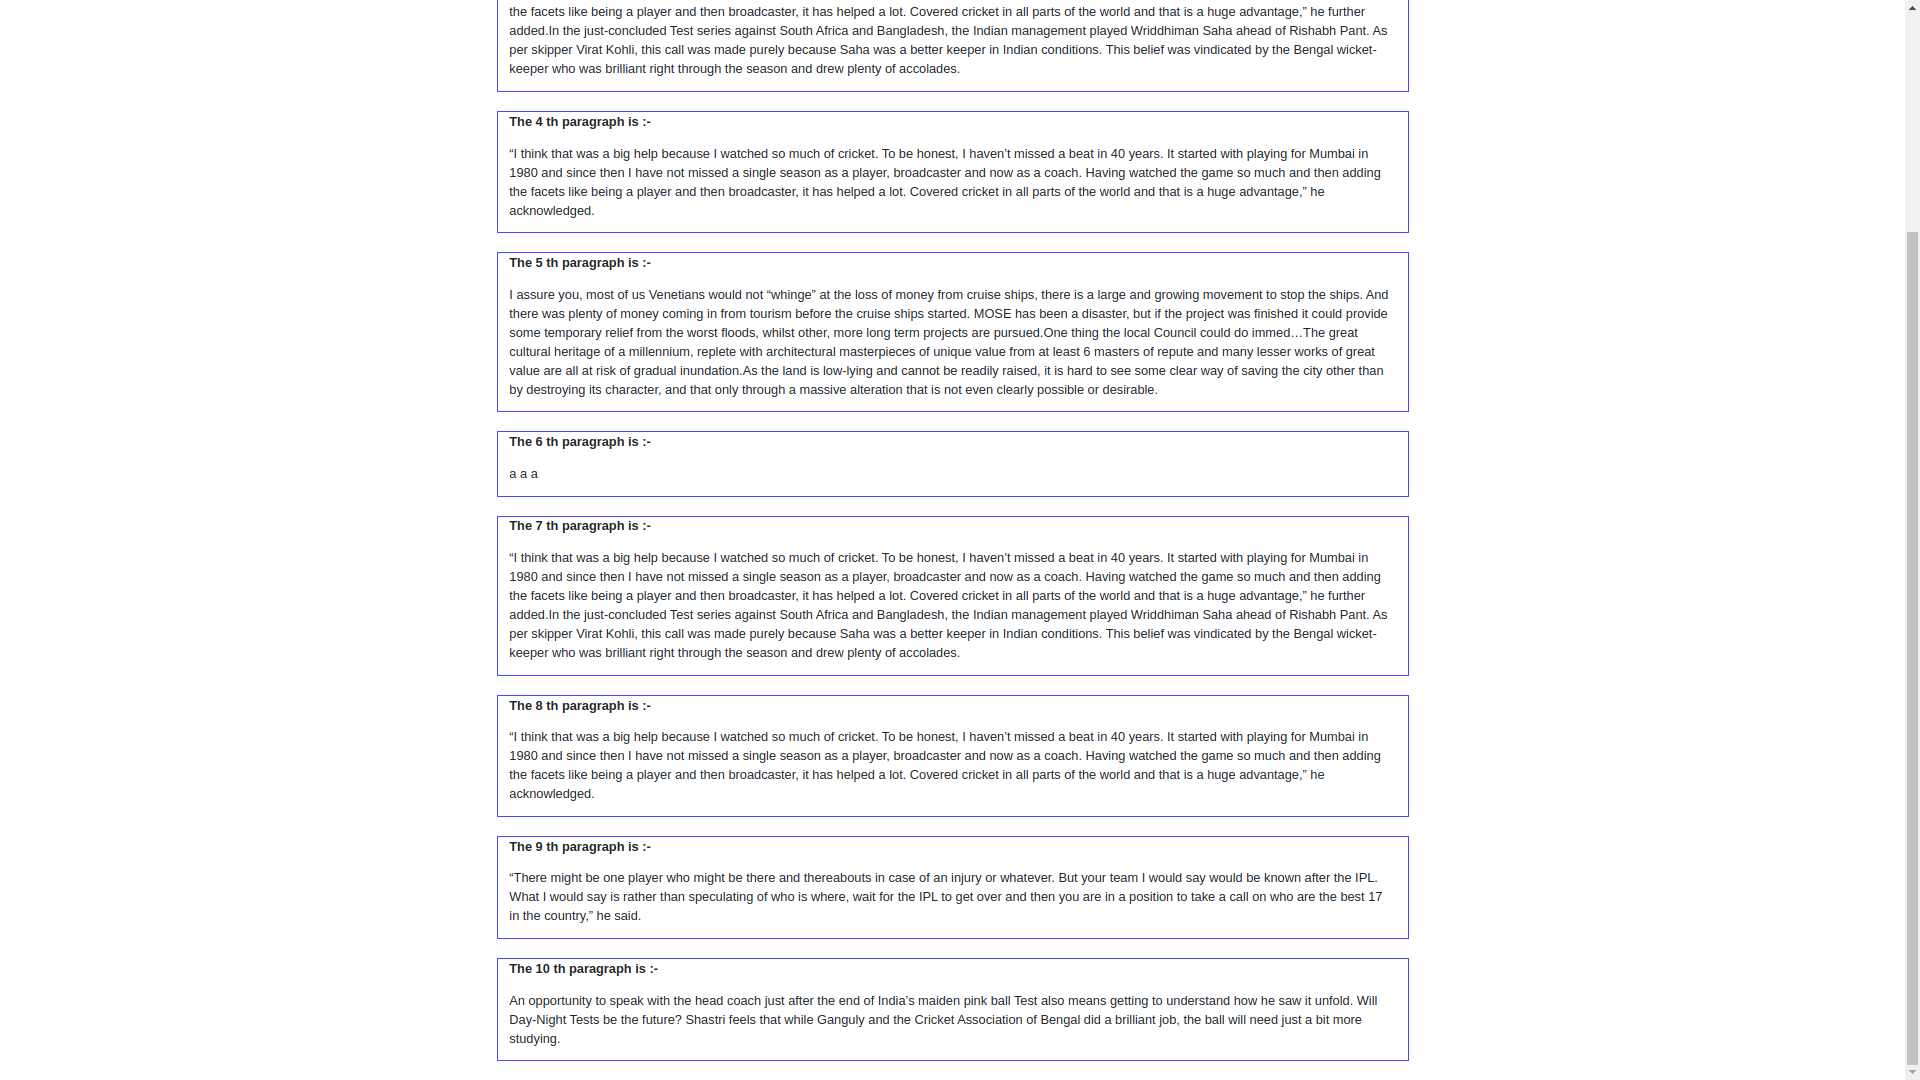 the facets like being a player and then broadcaster, it has helped a lot. Covered cricket in all parts of the world and that is a huge advantage,” he further
added.In the just-concluded Test series against South Africa and Bangladesh, the Indian management played Wriddhiman Saha ahead of Rishabh Pant. As
per skipper Virat Kohli, this call was made purely because Saha was a better keeper in Indian conditions. This belief was vindicated by the Bengal wicket-
keeper who was brilliant right through the season and drew plenty of accolades.
The 4 th paragraph is :-
“I think that was a big help because I watched so much of cricket. To be honest, I haven’t missed a beat in 40 years. It started with playing for Mumbai in
1980 and since then I have not missed a single season as a player, broadcaster and now as a coach. Having watched the game so much and then adding
the facets like being a player and then broadcaster, it has helped a lot. Covered cricket in all parts of the world and that is a huge advantage,” he
acknowledged.
The 5 th paragraph is :-
I assure you, most of us Venetians would not “whinge” at the loss of money from cruise ships, there is a large and growing movement to stop the ships. And
there was plenty of money coming in from tourism before the cruise ships started. MOSE has been a disaster, but if the project was finished it could provide
some temporary relief from the worst floods, whilst other, more long term projects are pursued.One thing the local Council could do immed…The great
cultural heritage of a millennium, replete with architectural masterpieces of unique value from at least 6 masters of repute and many lesser works of great
value are all at risk of gradual inundation.As the land is low-lying and cannot be readily raised, it is hard to see some clear way of saving the city other than
by destroying its character, and that only through a massive alteration that is not even clearly possible or desirable.
The 6 th paragraph is :-
a a a
The 7 th paragraph is :-
“I think that was a big help because I watched so much of cricket. To be honest, I haven’t missed a beat in 40 years. It started with playing for Mumbai in
1980 and since then I have not missed a single season as a player, broadcaster and now as a coach. Having watched the game so much and then adding
the facets like being a player and then broadcaster, it has helped a lot. Covered cricket in all parts of the world and that is a huge advantage,” he further
added.In the just-concluded Test series against South Africa and Bangladesh, the Indian management played Wriddhiman Saha ahead of Rishabh Pant. As
per skipper Virat Kohli, this call was made purely because Saha was a better keeper in Indian conditions. This belief was vindicated by the Bengal wicket-
keeper who was brilliant right through the season and drew plenty of accolades.
The 8 th paragraph is :-
“I think that was a big help because I watched so much of cricket. To be honest, I haven’t missed a beat in 40 years. It started with playing for Mumbai in
1980 and since then I have not missed a single season as a player, broadcaster and now as a coach. Having watched the game so much and then adding
the facets like being a player and then broadcaster, it has helped a lot. Covered cricket in all parts of the world and that is a huge advantage,” he
acknowledged.
The 9 th paragraph is :-
“There might be one player who might be there and thereabouts in case of an injury or whatever. But your team I would say would be known after the IPL.
What I would say is rather than speculating of who is where, wait for the IPL to get over and then you are in a position to take a call on who are the best 17
in the country,” he said.
The 10 th paragraph is :-
An opportunity to speak with the head coach just after the end of India’s maiden pink ball Test also means getting to understand how he saw it unfold. Will
Day-Night Tests be the future? Shastri feels that while Ganguly and the Cricket Association of Bengal did a brilliant job, the ball will need just a bit more
studying.